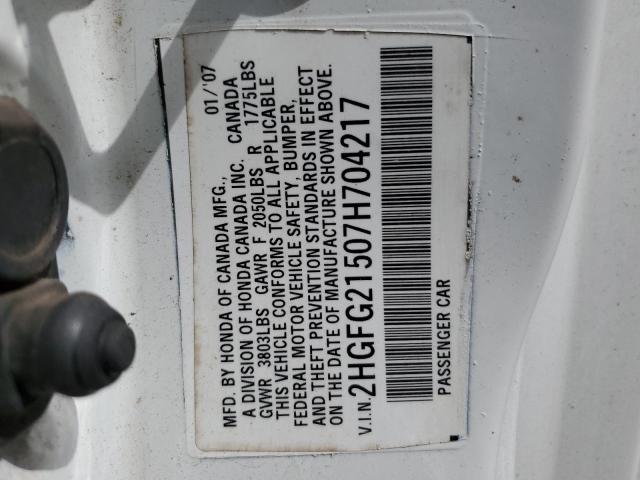 MFD. BY HONDA OF CANADA MFG., 01/'07
A DIVISION OF HONDA CANADA INC. CANADA
GVWR 3803LBS GAWR F 2050LBS R 1775LBS
THIS VEHICLE CONFORMS TO ALL APPLICABLE
FEDERAL MOTOR VEHICLE SAFETY, BUMPER,
AND THEFT PREVENTION STANDARDS IN EFFECT
ON THE DATE OF MANUFACTURE SHOWN ABOVE.
V.I.N. 2HGFG21507H704217
PASSENGER CAR